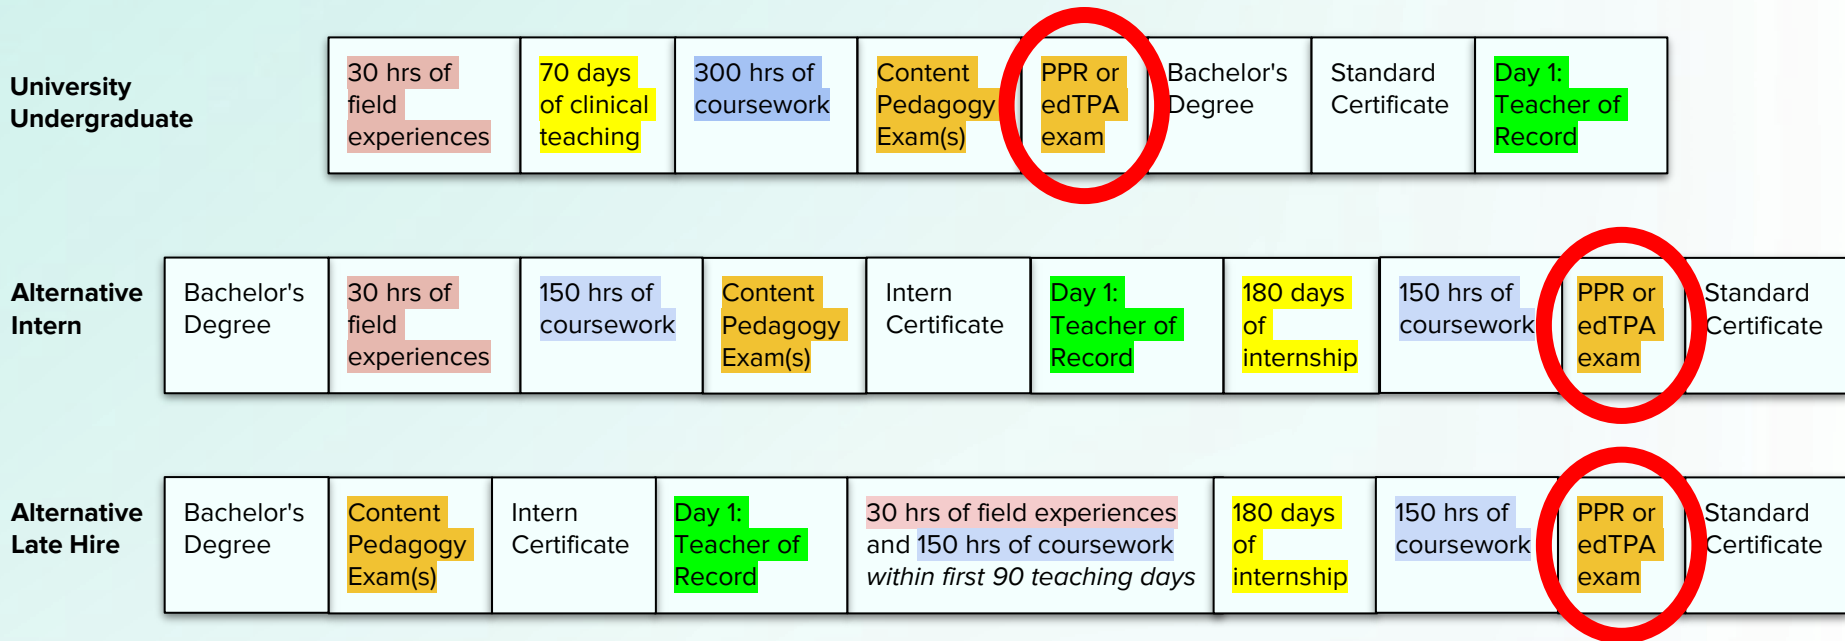 University
Undergraduate
30 hrs of
field
experiences
70 days
of clinical
teaching
300 hrs of
coursework
Content
Pedagogy
Exam(s)
PPR or
edTPA
exam
Bachelor's
Degree
Standard
Certificate
Day 1:
Teacher of
Record
Alternative
Intern
Bachelor's
Degree
30 hrs of
field
experiences
150 hrs of
coursework
Content
Pedagogy
Exam(s)
Intern
Certificate
Day 1:
Teacher of
Record
180 days
of
internship
150 hrs of
coursework
PPR or
edTPA
exam
Standard
Certificate
Alternative
Late Hire
Bachelor's
Degree
Content
Pedagogy
Exam(s)
Intern
Certificate
Day 1:
Teacher of
Record
30 hrs of field experiences
and 150 hrs of coursework
within first 90 teaching days
180 days
of
internship
150 hrs of
coursework
PPR or
edTPA
exam
Standard
Certificate